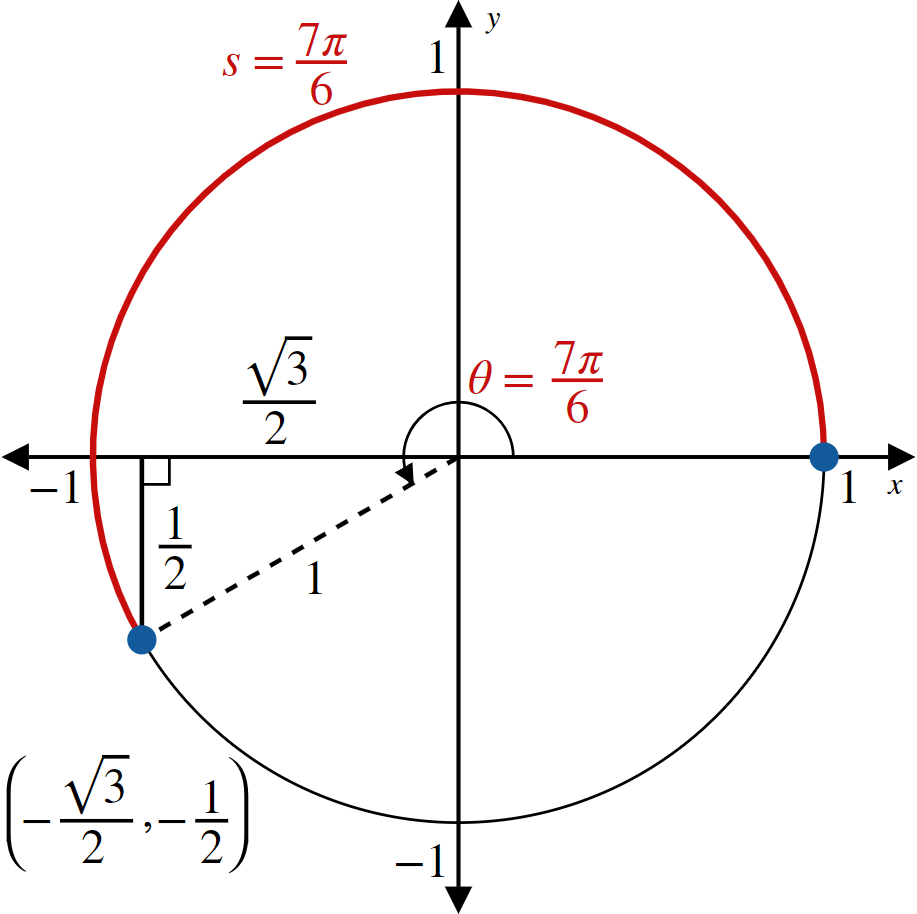 y
s = 7π/6
1
√3/2
θ = 7π/6
−1
1
x
1/2
1
(−√3/2, −1/2)
−1